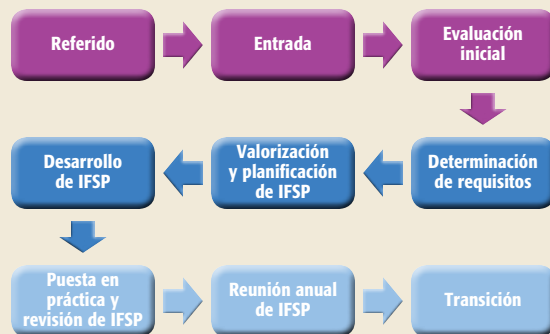 Referido
Entrada
Evaluación
inicial
Determinación
de requisitos
Valorización
y planificación
de IFSP
Desarrollo
de IFSP
Puesta en
práctica y
revisión de IFSP
Reunión anual
de IFSP
Transición